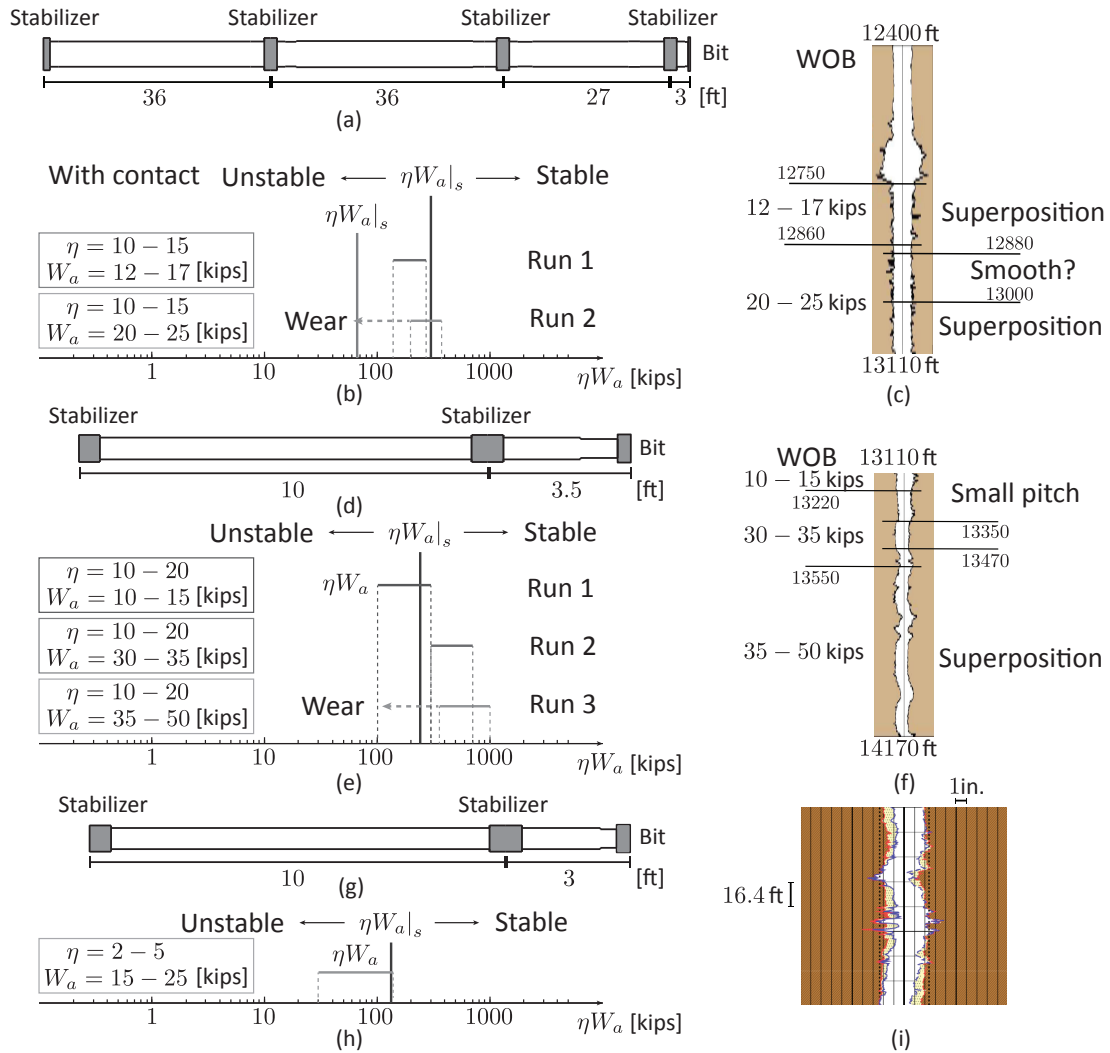 (a)
Stabilizer Stabilizer Stabilizer Stabilizer
Bit
36 36 27 3 [ft]
(b)
With contact
Unstable ← ηWₐ|ₛ → Stable
ηWₐ|ₛ
η = 10 − 15
Wₐ = 12 − 17 [kips]
Run 1
η = 10 − 15
Wₐ = 20 − 25 [kips]
Wear
Run 2
1 10 100 1000 ηWₐ [kips]
(c)
12400 ft
WOB
12750
12 − 17 kips
Superposition
12860
12880
Smooth?
13000
20 − 25 kips
Superposition
13110 ft
(d)
Stabilizer Stabilizer
Bit
10 3.5 [ft]
(e)
Unstable ← ηWₐ|ₛ → Stable
η = 10 − 20
Wₐ = 10 − 15 [kips]
ηWₐ
Run 1
η = 10 − 20
Wₐ = 30 − 35 [kips]
Run 2
η = 10 − 20
Wₐ = 35 − 50 [kips]
Wear
Run 3
1 10 100 1000 ηWₐ [kips]
(f)
WOB
13110 ft
10 − 15 kips
13220
Small pitch
30 − 35 kips
13350
13470
13550
35 − 50 kips
Superposition
14170 ft
(g)
Stabilizer Stabilizer
Bit
10 3 [ft]
(h)
Unstable ← ηWₐ|ₛ → Stable
η = 2 − 5
Wₐ = 15 − 25 [kips]
ηWₐ
1 10 100 1000 ηWₐ [kips]
(i)
1in.
16.4 ft